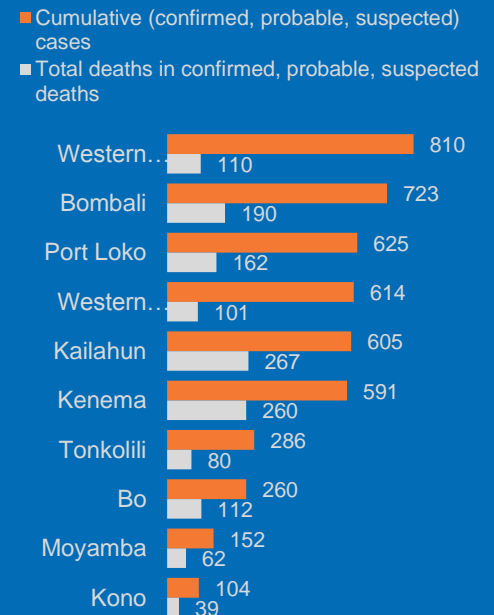 Cumulative (confirmed, probable, suspected)
cases
Total deaths in confirmed, probable, suspected
deaths
Western… 810
110
Bombali 723
190
Port Loko 625
162
Western… 614
101
Kailahun 605
267
Kenema 591
260
Tonkolili 286
80
Bo 260
112
Moyamba 152
62
Kono 104
39